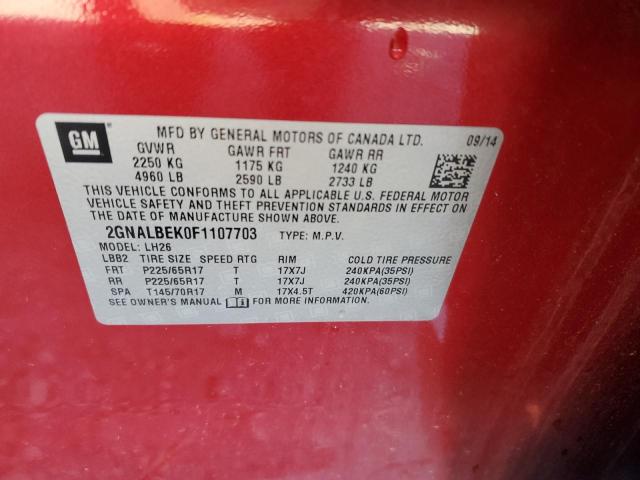 GM
MFD BY GENERAL MOTORS OF CANADA LTD. 09/14
GVWR GAWR FRT GAWR RR
2250 KG 1175 KG 1240 KG
4960 LB 2590 LB 2733 LB
THIS VEHICLE CONFORMS TO ALL APPLICABLE U.S. FEDERAL MOTOR
VEHICLE SAFETY AND THEFT PREVENTION STANDARDS IN EFFECT ON
THE DATE OF MANUFACTURE SHOWN ABOVE.
2GNALBEK0F1107703 TYPE: M.P.V.
MODEL: LH26
LBB2 TIRE SIZE SPEED RTG RIM COLD TIRE PRESSURE
FRT P225/65R17 T 17X7J 240KPA(35PSI)
RR P225/65R17 T 17X7J 240KPA(35PSI)
SPA T145/70R17 M 17X4.5T 420KPA(60PSI)
SEE OWNER'S MANUAL FOR MORE INFORMATION.